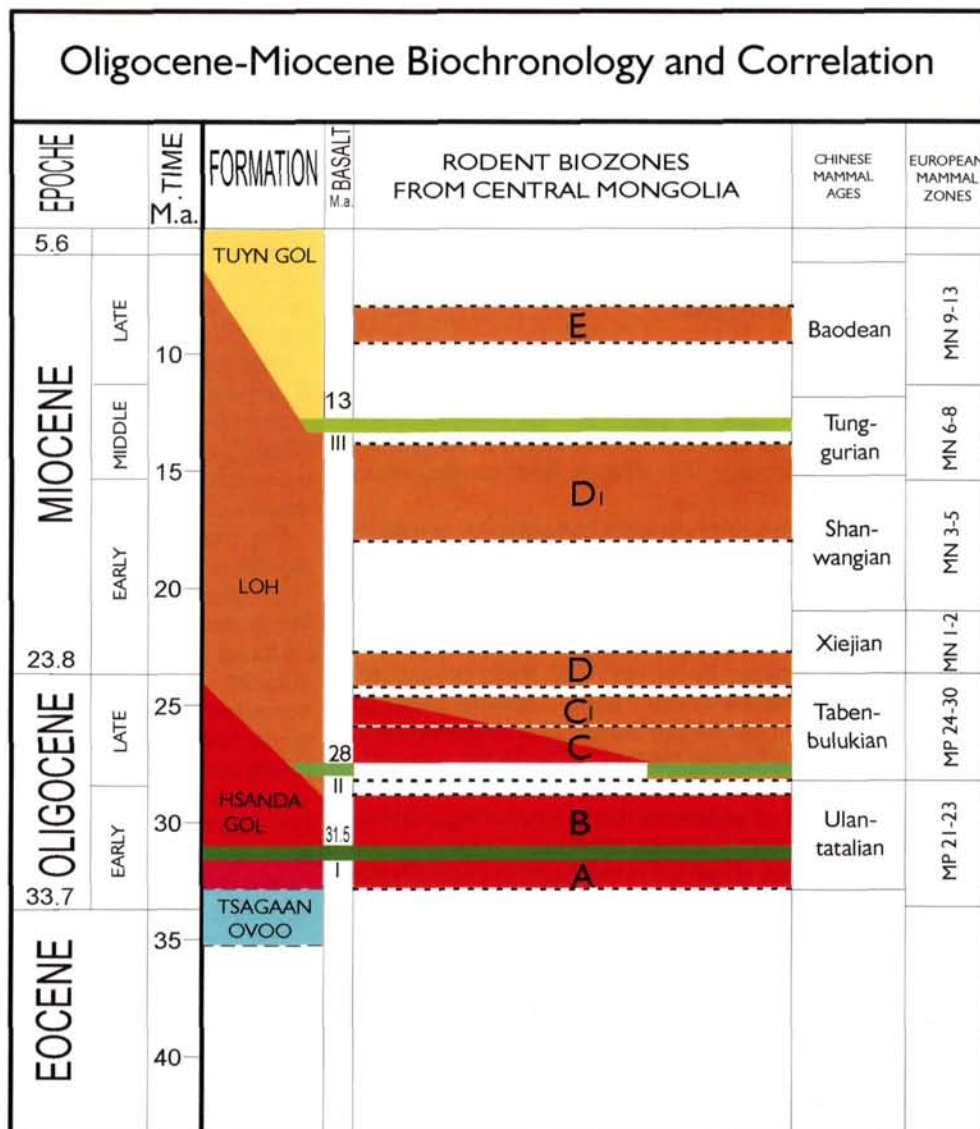 Oligocene-Miocene Biochronology and Correlation
EPOCHE
TIME
M.a.
FORMATION
BASALT
M.a.
RODENT BIOZONES
FROM CENTRAL MONGOLIA
CHINESE
MAMMAL
AGES
EUROPEAN
MAMMAL
ZONES
5.6
MIOCENE
LATE
MIDDLE
EARLY
23.8
OLIGOCENE
LATE
EARLY
33.7
EOCENE
10
15
20
25
30
35
40
TUYN GOL
LOH
HSANDA
GOL
TSAGAAN
OVOO
13
III
28
II
31.5
I
E
D1
D
C1
C
B
A
Baodean
Tung-
gurian
Shan-
wangian
Xiejian
Taben-
bulukian
Ulan-
tatalian
MN 9-13
MN 6-8
MN 3-5
MN 1-2
MP 24-30
MP 21-23